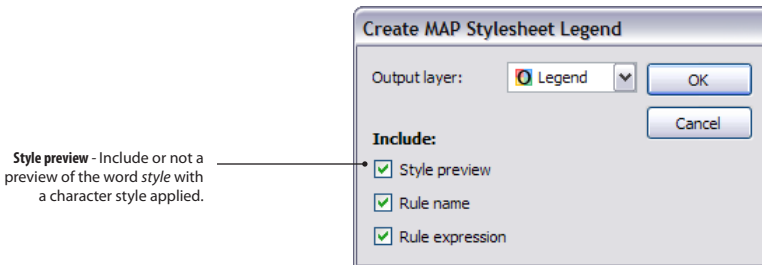 Create MAP Stylesheet Legend
Output layer:
Legend
OK
Cancel
Include:
Style preview
Rule name
Rule expression
Style preview - Include or not a
preview of the word style with
a character style applied.